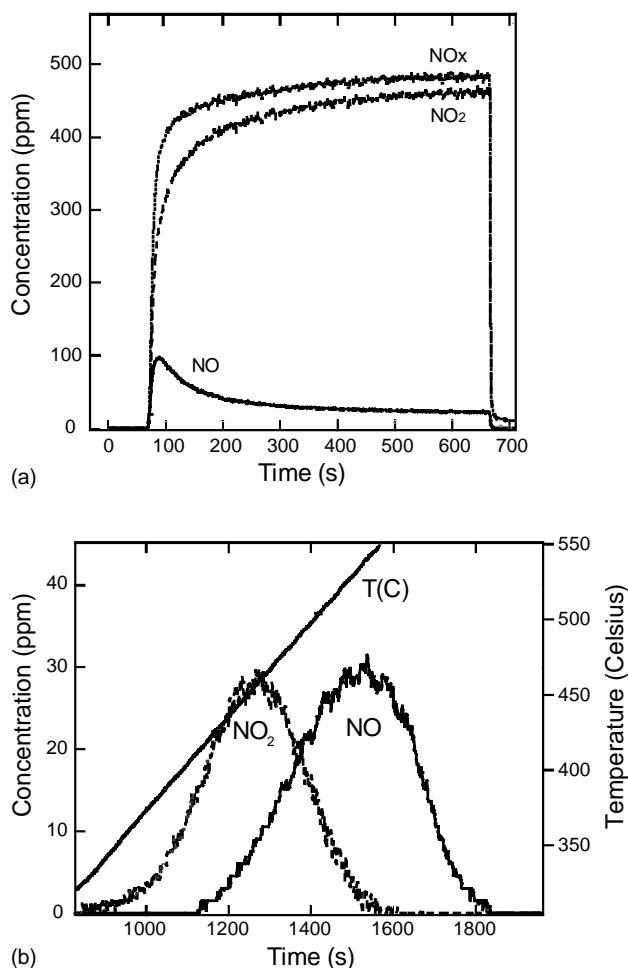 500
400
300
200
100
0
Concentration (ppm)
NOx
NO2
NO
0 100 200 300 400 500 600 700
Time (s)
(a)
40
30
20
10
0
Concentration (ppm)
T(C)
NO2
NO
550
500
450
400
350
Temperature (Celsius)
1000 1200 1400 1600 1800
Time (s)
(b)